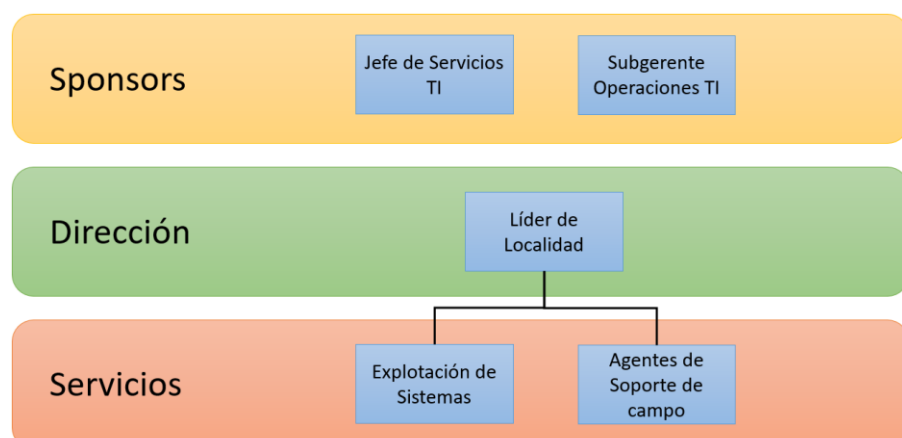 Sponsors
Jefe de Servicios
TI
Subgerente
Operaciones TI
Dirección
Líder de
Localidad
Servicios
Explotación de
Sistemas
Agentes de
Soporte de
campo